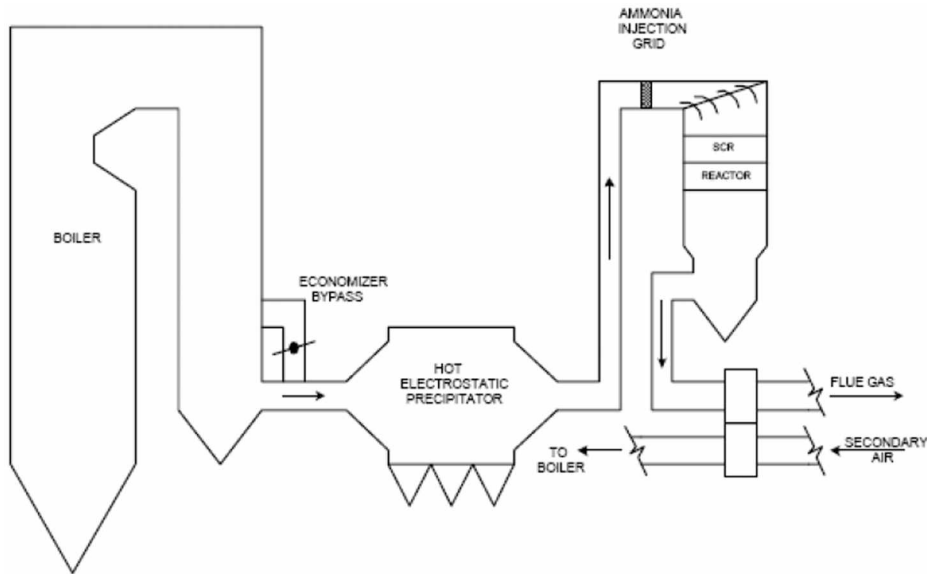 AMMONIA
INJECTION
GRID
SCR
REACTOR
BOILER
ECONOMIZER
BYPASS
HOT
ELECTROSTATIC
PRECIPITATOR
FLUE GAS
TO
BOILER
SECONDARY
AIR